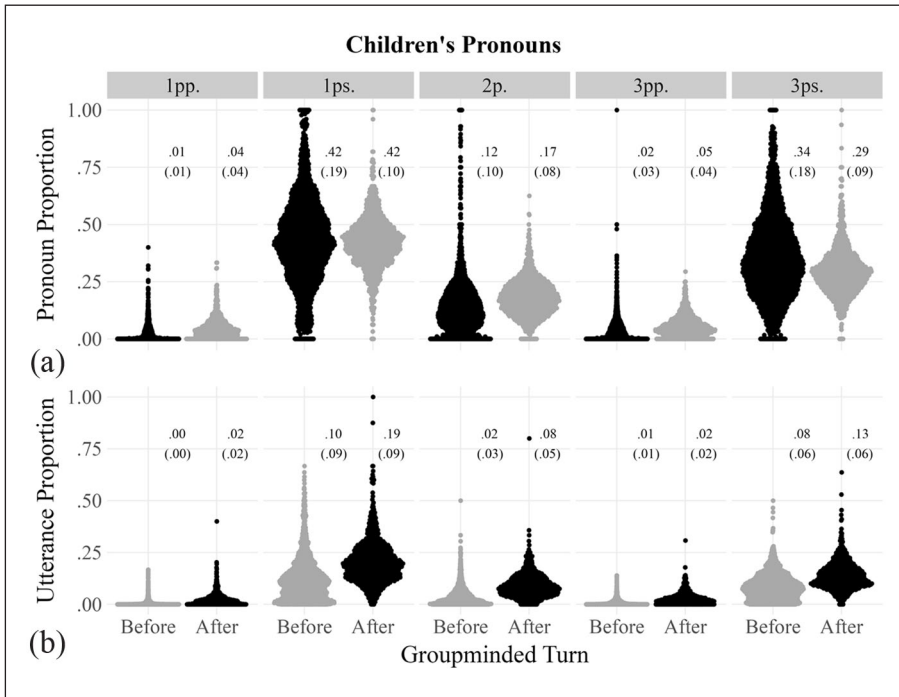 Children's Pronouns
1pp. 1ps. 2p. 3pp. 3ps.
Pronoun Proportion
1.00
.01 .04 .42 .42 .12 .17 .02 .05 .34 .29
.75
(.01) (.04) (.19) (.10) (.10) (.08) (.03) (.04) (.18) (.09)
.50
.25
.00
(a)
Utterance Proportion
1.00
.00 .02 .10 .19 .02 .08 .01 .02 .08 .13
.75
(.00) (.02) (.09) (.09) (.03) (.05) (.01) (.02) (.06) (.06)
.50
.25
.00
Before After Before After Before After Before After Before After
(b)
Groupminded Turn